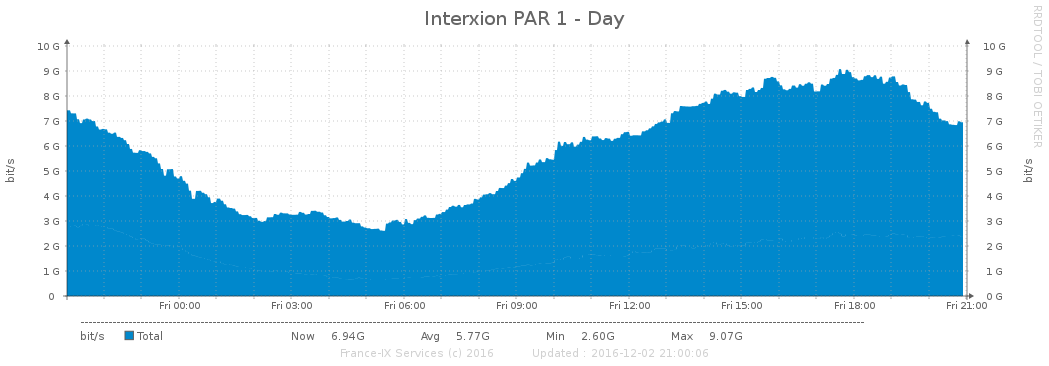 Interxion PAR 1 - Day
RRDTOOL / TOBI OETIKER
10 G 10 G
9 G 9 G
8 G 8 G
7 G 7 G
6 G 6 G
5 G 5 G
4 G 4 G
3 G 3 G
2 G 2 G
1 G 1 G
0 0 G
bit/s
bit/s
Fri 00:00 Fri 03:00 Fri 06:00 Fri 09:00 Fri 12:00 Fri 15:00 Fri 18:00 Fri 21:00
bit/s Total Now 6.94G Avg 5.77G Min 2.60G Max 9.07G
France-IX Services (c) 2016 Updated : 2016-12-02 21:00:06